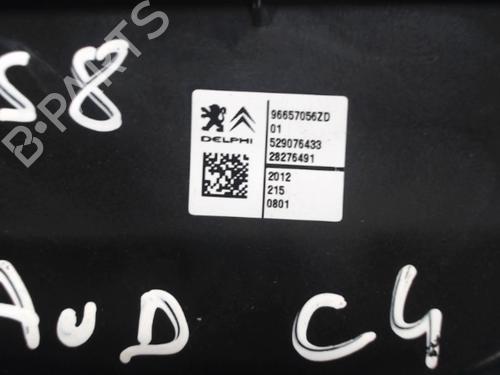 S8
B-PARTS
96657056ZD
01
DELPHI
529076433
28276491
2012
215
0801
AUD C4